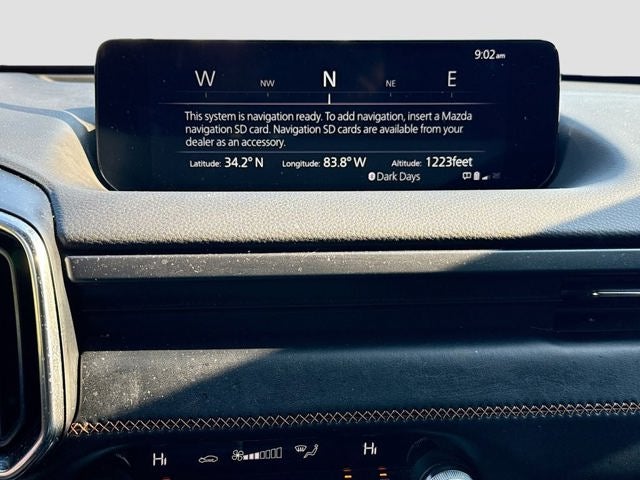 9:02am
W NW N NE E
This system is navigation ready. To add navigation, insert a Mazda
navigation SD card. Navigation SD cards are available from your
dealer as an accessory.
Latitude: 34.2° N Longitude: 83.8° W Altitude: 1223feet
Dark Days
Hi Hi